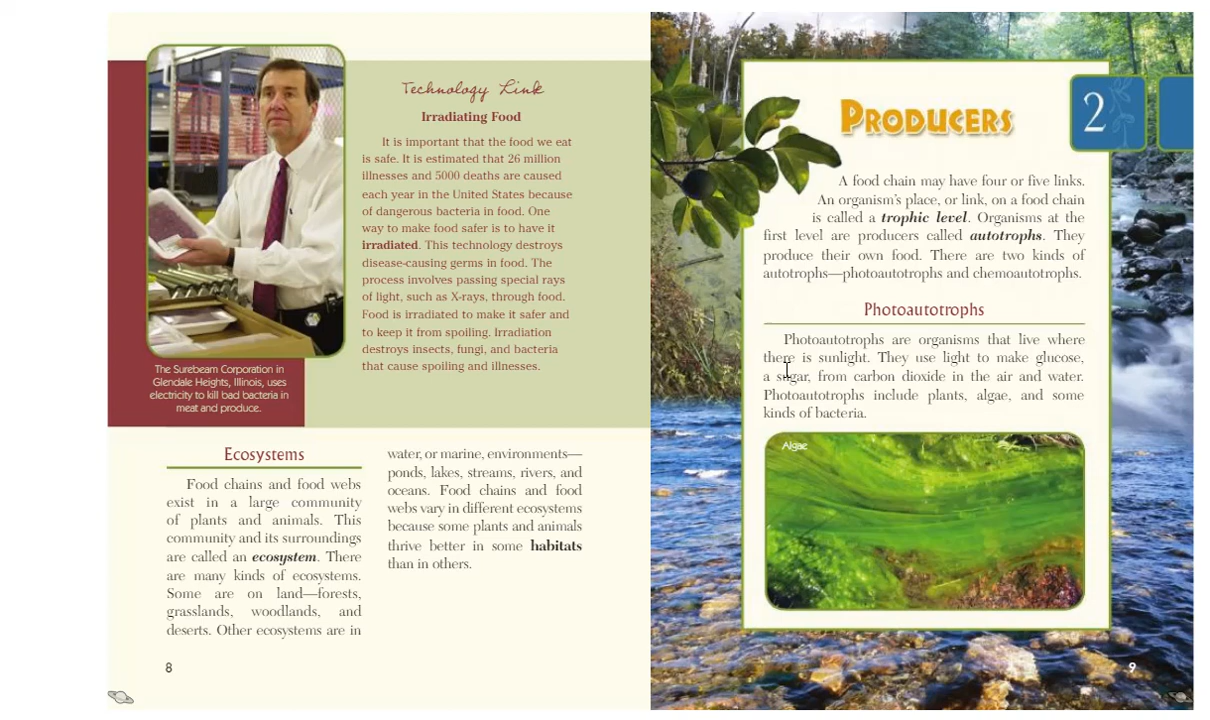 Technology Link
Irradiating Food
It is important that the food we eat
is safe. It is estimated that 26 million
illnesses and 5000 deaths are caused
each year in the United States because
of dangerous bacteria in food. One
way to make food safer is to have it
irradiated. This technology destroys
disease-causing germs in food. The
process involves passing special rays
of light, such as X-rays, through food.
Food is irradiated to make it safer and
to keep it from spoiling. Irradiation
destroys insects, fungi, and bacteria
that cause spoiling and illnesses.
The Surebeam Corporation in
Glendale Heights, Illinois, uses
electricity to kill bad bacteria in
meat and produce.
Ecosystems
Food chains and food webs
exist in a large community
of plants and animals. This
community and its surroundings
are called an ecosystem. There
are many kinds of ecosystems.
Some are on land—forests,
grasslands, woodlands, and
deserts. Other ecosystems are in
water, or marine, environments—
ponds, lakes, streams, rivers, and
oceans. Food chains and food
webs vary in different ecosystems
because some plants and animals
thrive better in some habitats
than in others.
8
2
PRODUCERS
A food chain may have four or five links.
An organism's place, or link, on a food chain
is called a trophic level. Organisms at the
first level are producers called autotrophs. They
produce their own food. There are two kinds of
autotrophs—photoautotrophs and chemoautotrophs.
Photoautotrophs
Photoautotrophs are organisms that live where
there is sunlight. They use light to make glucose,
a sugar, from carbon dioxide in the air and water.
Photoautotrophs include plants, algae, and some
kinds of bacteria.
Algae
9